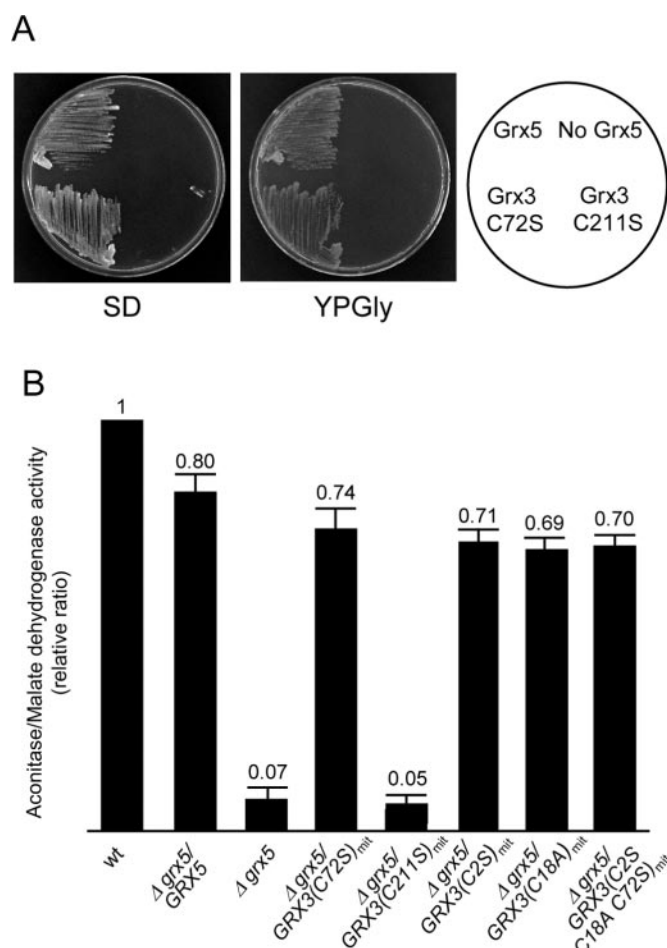 A
Grx5 No Grx5
Grx3 Grx3
C72S C211S
SD YPGly
B
Aconitase/Malate dehydrogenase activity
(relative ratio)
1
0.80
0.07
0.74
0.05
0.71
0.69
0.70
wt
Δgrx5/
GRX5
Δgrx5
Δgrx5/
GRX3(C72S)mit
Δgrx5/
GRX3(C211S)mit
Δgrx5/
GRX3(C2S)mit
Δgrx5/
GRX3(C18A)mit
Δgrx5/
GRX3(C2S
C18A C72S)mit